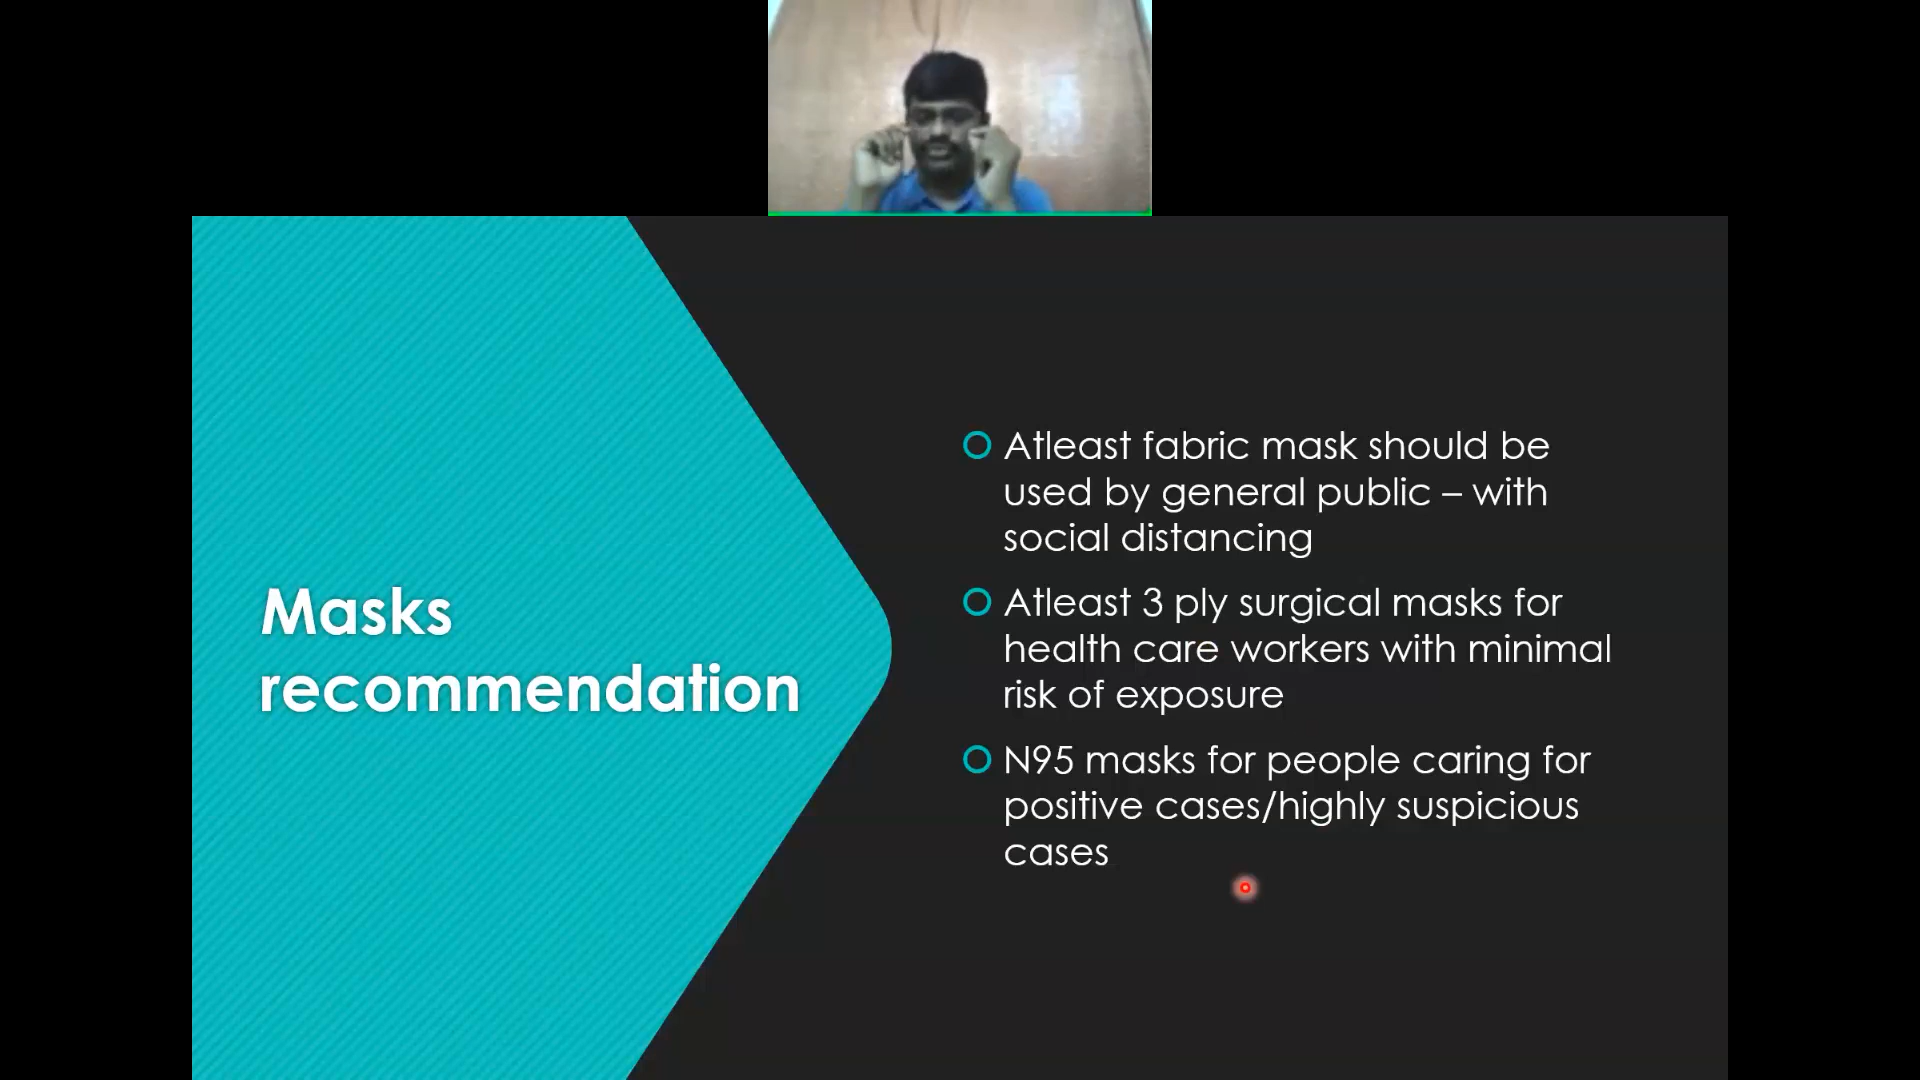 Masks
recommendation
Atleast fabric mask should be
used by general public – with
social distancing
Atleast 3 ply surgical masks for
health care workers with minimal
risk of exposure
N95 masks for people caring for
positive cases/highly suspicious
cases